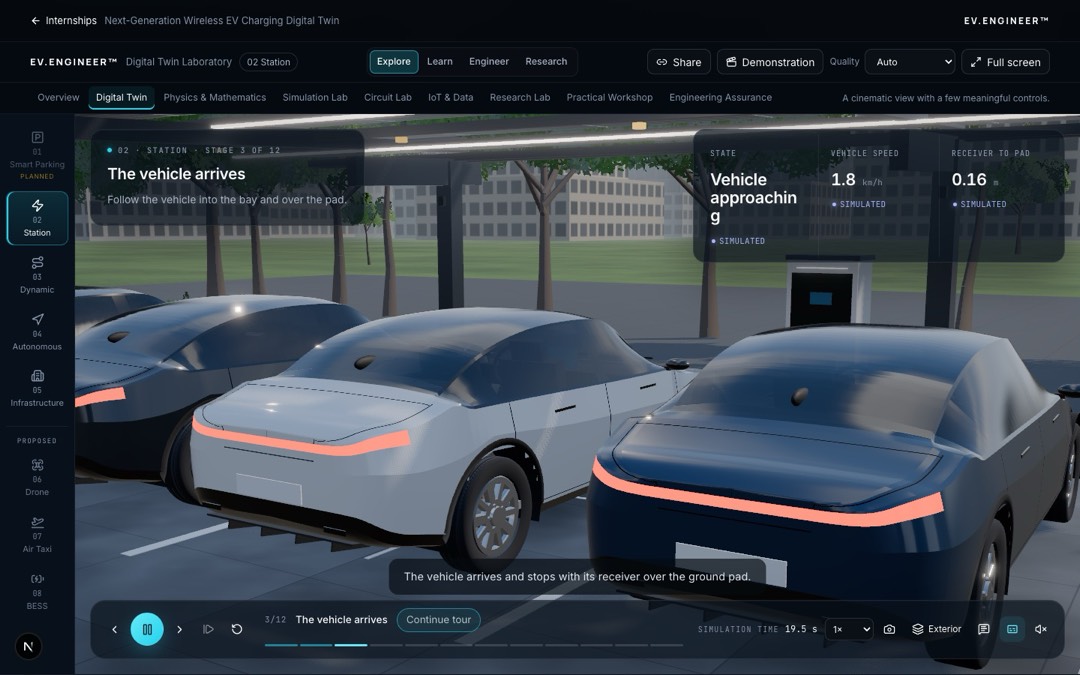 ← Internships Next-Generation Wireless EV Charging Digital Twin EV.ENGINEER™
EV.ENGINEER™ Digital Twin Laboratory 02 Station Explore Learn Engineer Research Share Demonstration Quality Auto Full screen
Overview Digital Twin Physics & Mathematics Simulation Lab Circuit Lab IoT & Data Research Lab Practical Workshop Engineering Assurance A cinematic view with a few meaningful controls.
01
Smart Parking
PLANNED
02
Station
03
Dynamic
04
Autonomous
05
Infrastructure
PROPOSED
06
Drone
07
Air Taxi
08
BESS
N
02 · STATION · STAGE 3 OF 12
The vehicle arrives
Follow the vehicle into the bay and over the pad.
STATE
Vehicle
approachin
g
SIMULATED
VEHICLE SPEED
1.8 km/h
SIMULATED
RECEIVER TO PAD
0.16 m
SIMULATED
The vehicle arrives and stops with its receiver over the ground pad.
3/12 The vehicle arrives Continue tour
SIMULATION TIME 19.5 s 1× Exterior